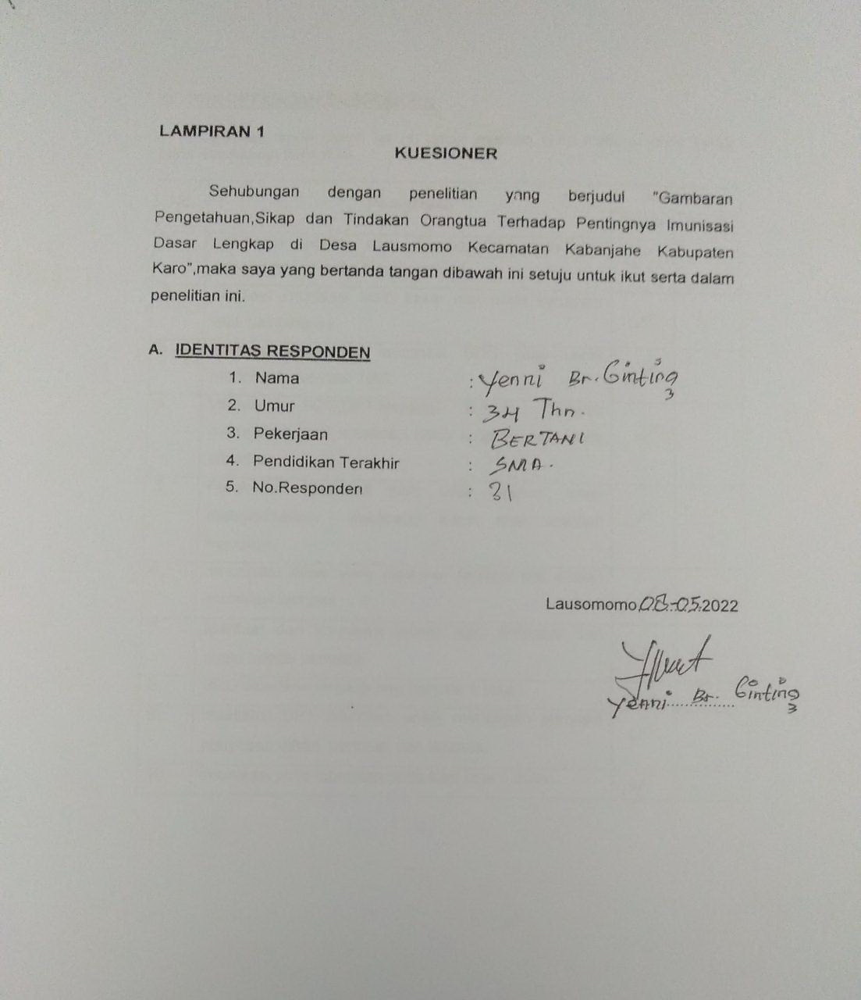 LAMPIRAN 1
KUESIONER
Sehubungan dengan penelitian yang berjudul "Gambaran
Pengetahuan,Sikap dan Tindakan Orangtua Terhadap Pentingnya Imunisasi
Dasar Lengkap di Desa Lausmomo Kecamatan Kabanjahe Kabupaten
Karo",maka saya yang bertanda tangan dibawah ini setuju untuk ikut serta dalam
penelitian ini.
A. IDENTITAS RESPONDEN
1. Nama : Yenni Br. Ginting
2. Umur : 34 Thn.
3. Pekerjaan : BERTANI
4. Pendidikan Terakhir : SMA.
5. No.Responden : 31
Lausomomo,08-05-2022
Yenni Br. Ginting